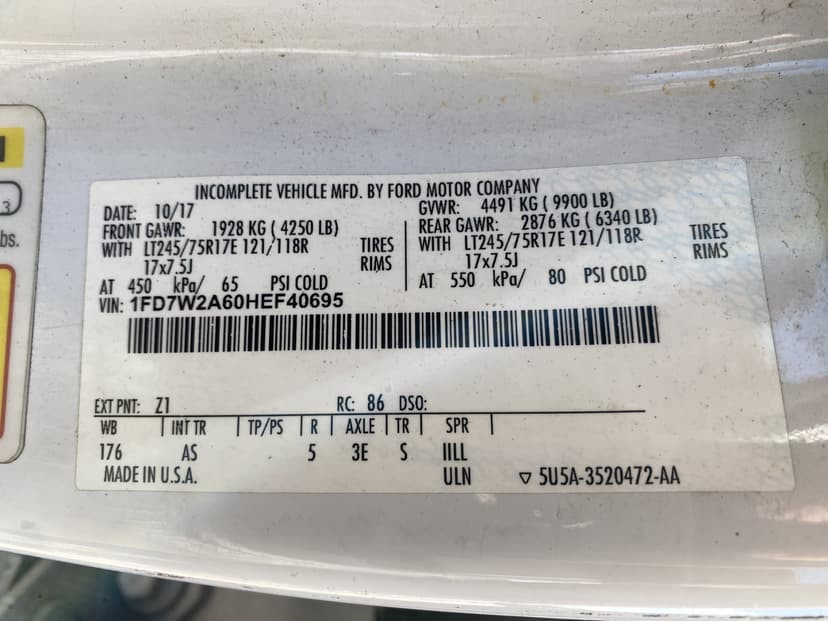 INCOMPLETE VEHICLE MFD. BY FORD MOTOR COMPANY
DATE: 10/17
GVWR: 4491 KG ( 9900 LB)
FRONT GAWR: 1928 KG ( 4250 LB)
REAR GAWR: 2876 KG ( 6340 LB)
WITH LT245/75R17E 121/118R TIRES
WITH LT245/75R17E 121/118R TIRES
17x7.5J RIMS
17x7.5J RIMS
AT 450 kPa/ 65 PSI COLD
AT 550 kPa/ 80 PSI COLD
VIN: 1FD7W2A60HEF40695
EXT PNT: Z1 RC: 86 DSO:
WB INT TR TP/PS R AXLE TR SPR
176 AS 5 3E S IILL
MADE IN U.S.A. ULN ▽ 5U5A-3520472-AA
3
bs.